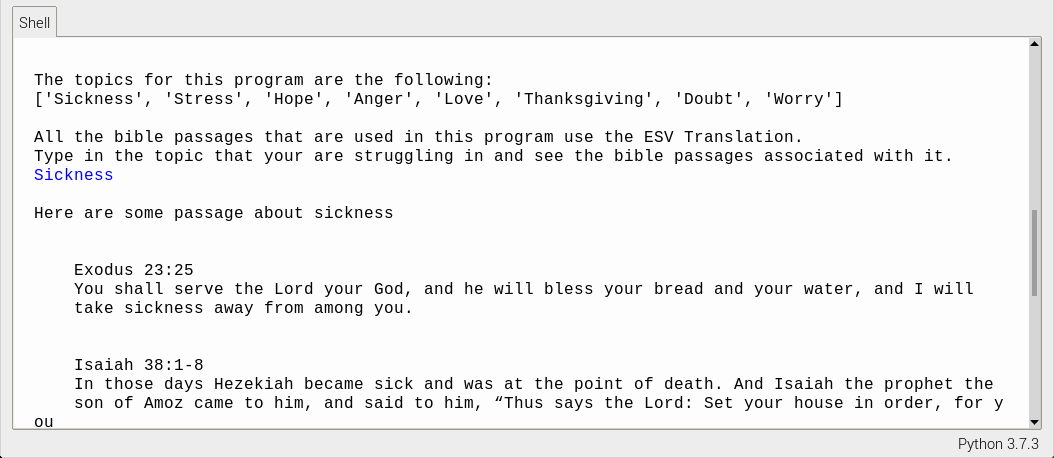 Shell
The topics for this program are the following:
['Sickness', 'Stress', 'Hope', 'Anger', 'Love', 'Thanksgiving', 'Doubt', 'Worry']
All the bible passages that are used in this program use the ESV Translation.
Type in the topic that your are struggling in and see the bible passages associated with it.
Sickness
Here are some passage about sickness
Exodus 23:25
You shall serve the Lord your God, and he will bless your bread and your water, and I will
take sickness away from among you.
Isaiah 38:1-8
In those days Hezekiah became sick and was at the point of death. And Isaiah the prophet the
son of Amoz came to him, and said to him, “Thus says the Lord: Set your house in order, for y
ou
Python 3.7.3